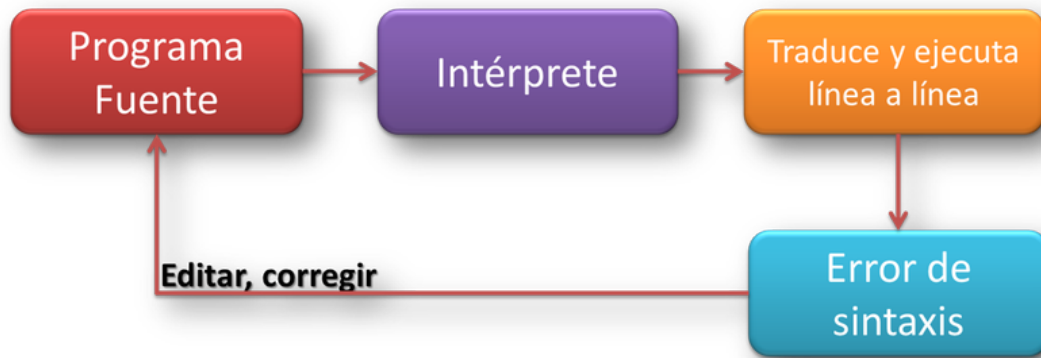 Programa
Fuente
Intérprete
Traduce y ejecuta
línea a línea
Error de
sintaxis
Editar, corregir